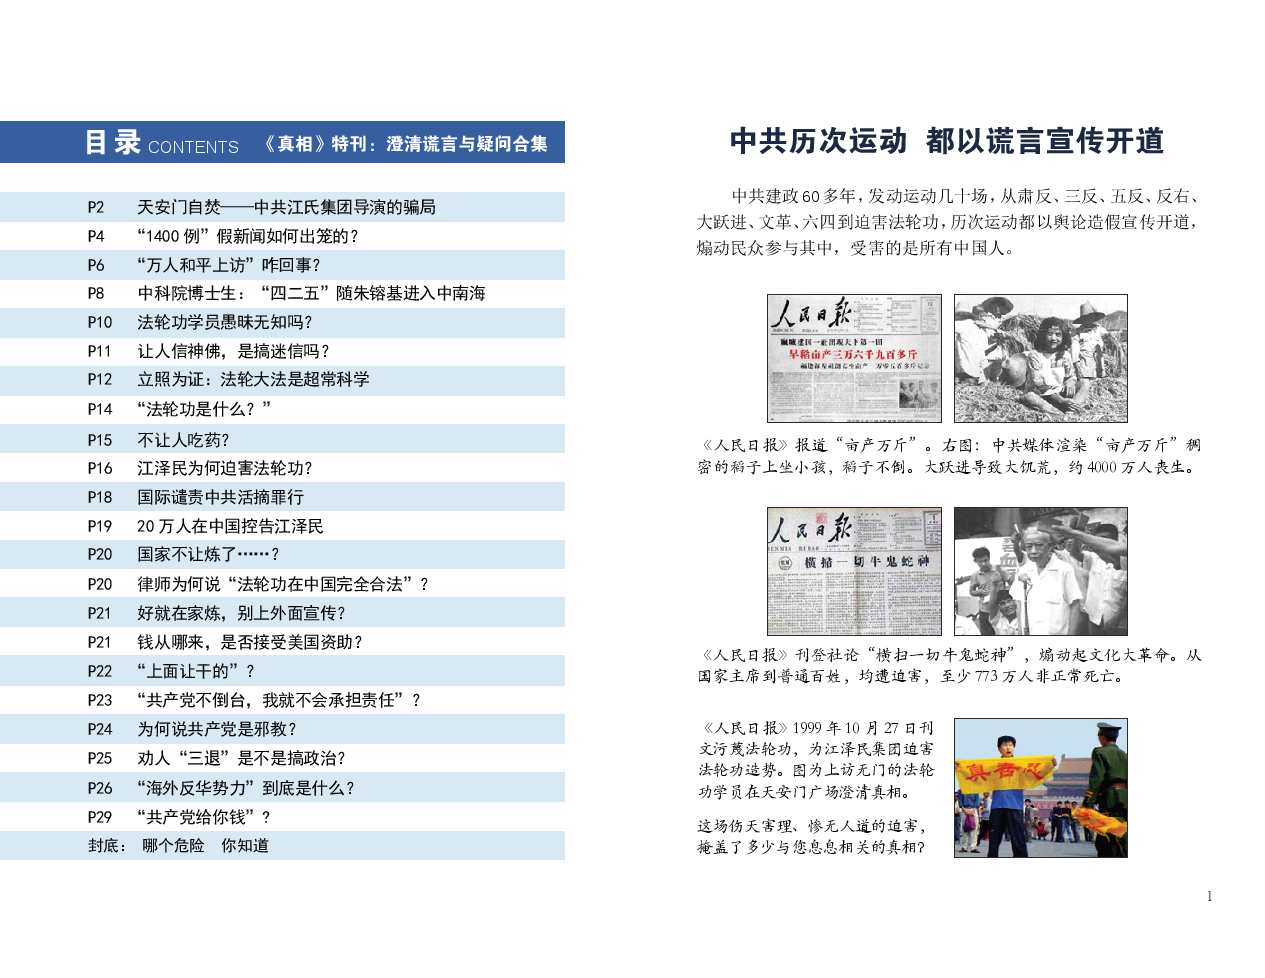 目录 CONTENTS 《真相》特刊：澄清谎言与疑问合集
P2 天安门自焚——中共江氏集团导演的骗局
P4 “1400 例”假新闻如何出笼的？
P6 “万人和平上访”咋回事？
P8 中科院博士生：“四二五”随朱镕基进入中南海
P10 法轮功学员愚昧无知吗？
P11 让人信神佛，是搞迷信吗？
P12 立照为证：法轮大法是超常科学
P14 “法轮功是什么？”
P15 不让人吃药？
P16 江泽民为何迫害法轮功？
P18 国际谴责中共活摘罪行
P19 20 万人在中国控告江泽民
P20 国家不让炼了……？
P20 律师为何说“法轮功在中国完全合法”？
P21 好就在家炼，别上外面宣传？
P21 钱从哪来，是否接受美国资助？
P22 “上面让干的”？
P23 “共产党不倒台，我就不会承担责任”？
P24 为何说共产党是邪教？
P25 劝人“三退”是不是搞政治？
P26 “海外反华势力”到底是什么？
P29 “共产党给你钱”？
封底： 哪个危险 你知道
中共历次运动 都以谎言宣传开道
中共建政 60 多年，发动运动几十场，从肃反、三反、五反、反右、
大跃进、文革、六四到迫害法轮功，历次运动都以舆论造假宣传开道，
煽动民众参与其中，受害的是所有中国人。
人民日报
麻城建国一社出现天下第一田
早稻亩产三万六千九百多斤
《人民日报》报道“亩产万斤”。右图：中共媒体渲染“亩产万斤”稠
密的稻子上坐小孩，稻子不倒。大跃进导致大饥荒，约 4000 万人丧生。
人民日报
RENMIN RIBAO
横扫一切牛鬼蛇神
《人民日报》刊登社论“横扫一切牛鬼蛇神”，煽动起文化大革命。从
国家主席到普通百姓，均遭迫害，至少 773 万人非正常死亡。
《人民日报》1999 年 10 月 27 日刊
文污蔑法轮功，为江泽民集团迫害
法轮功造势。图为上访无门的法轮
功学员在天安门广场澄清真相。
真善忍
这场伤天害理、惨无人道的迫害，
掩盖了多少与您息息相关的真相？
1